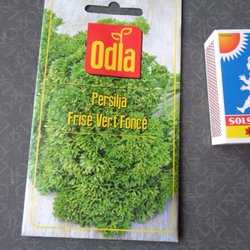 Odla
Persilja
Frisé Vert Foncé
SOLS